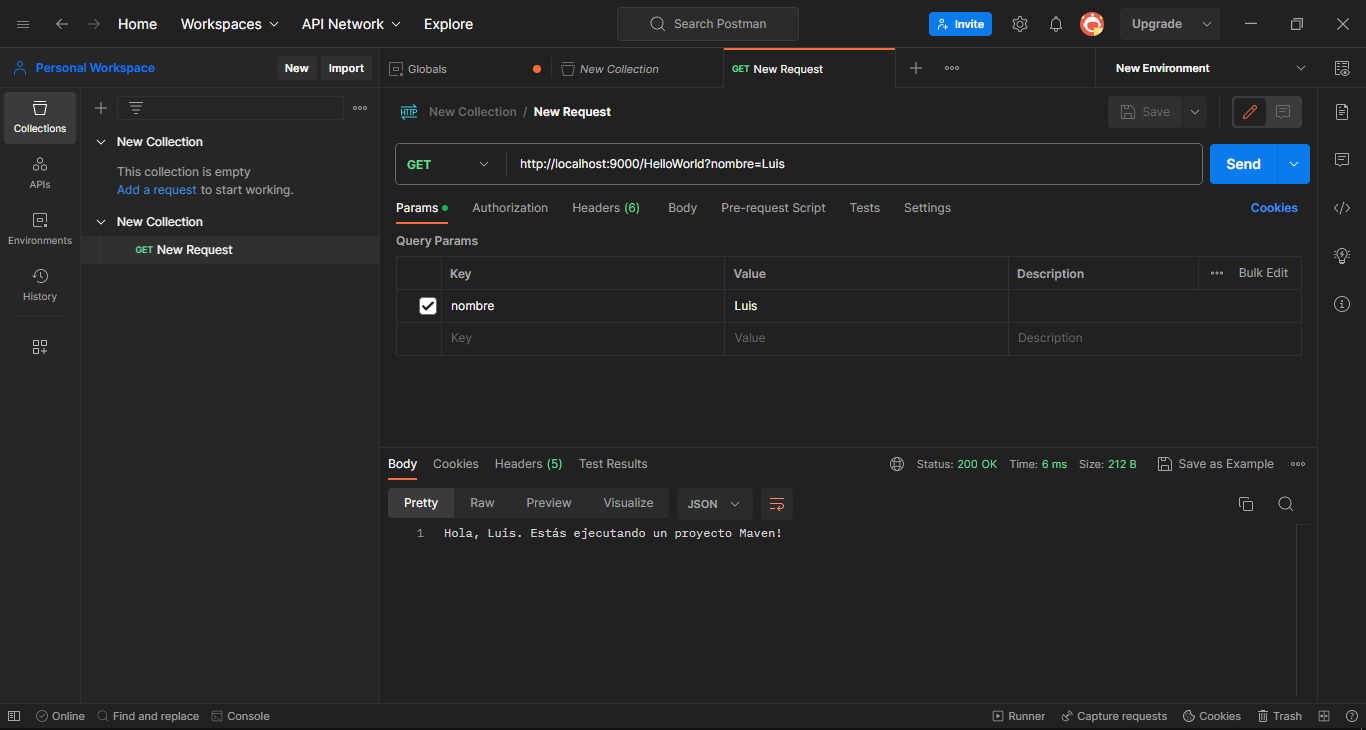 Home Workspaces API Network Explore Search Postman Invite Upgrade
Personal Workspace New Import Globals New Collection GET New Request New Environment
Collections
APIs
Environments
History
New Collection
This collection is empty
Add a request to start working.
New Collection
GET New Request
HTTP New Collection / New Request Save
GET http://localhost:9000/HelloWorld?nombre=Luis Send
Params Authorization Headers (6) Body Pre-request Script Tests Settings Cookies
Query Params
Key Value Description Bulk Edit
nombre Luis
Key Value Description
Body Cookies Headers (5) Test Results Status: 200 OK Time: 6 ms Size: 212 B Save as Example
Pretty Raw Preview Visualize JSON
1 Hola, Luis. Estás ejecutando un proyecto Maven!
Online Find and replace Console Runner Capture requests Cookies Trash